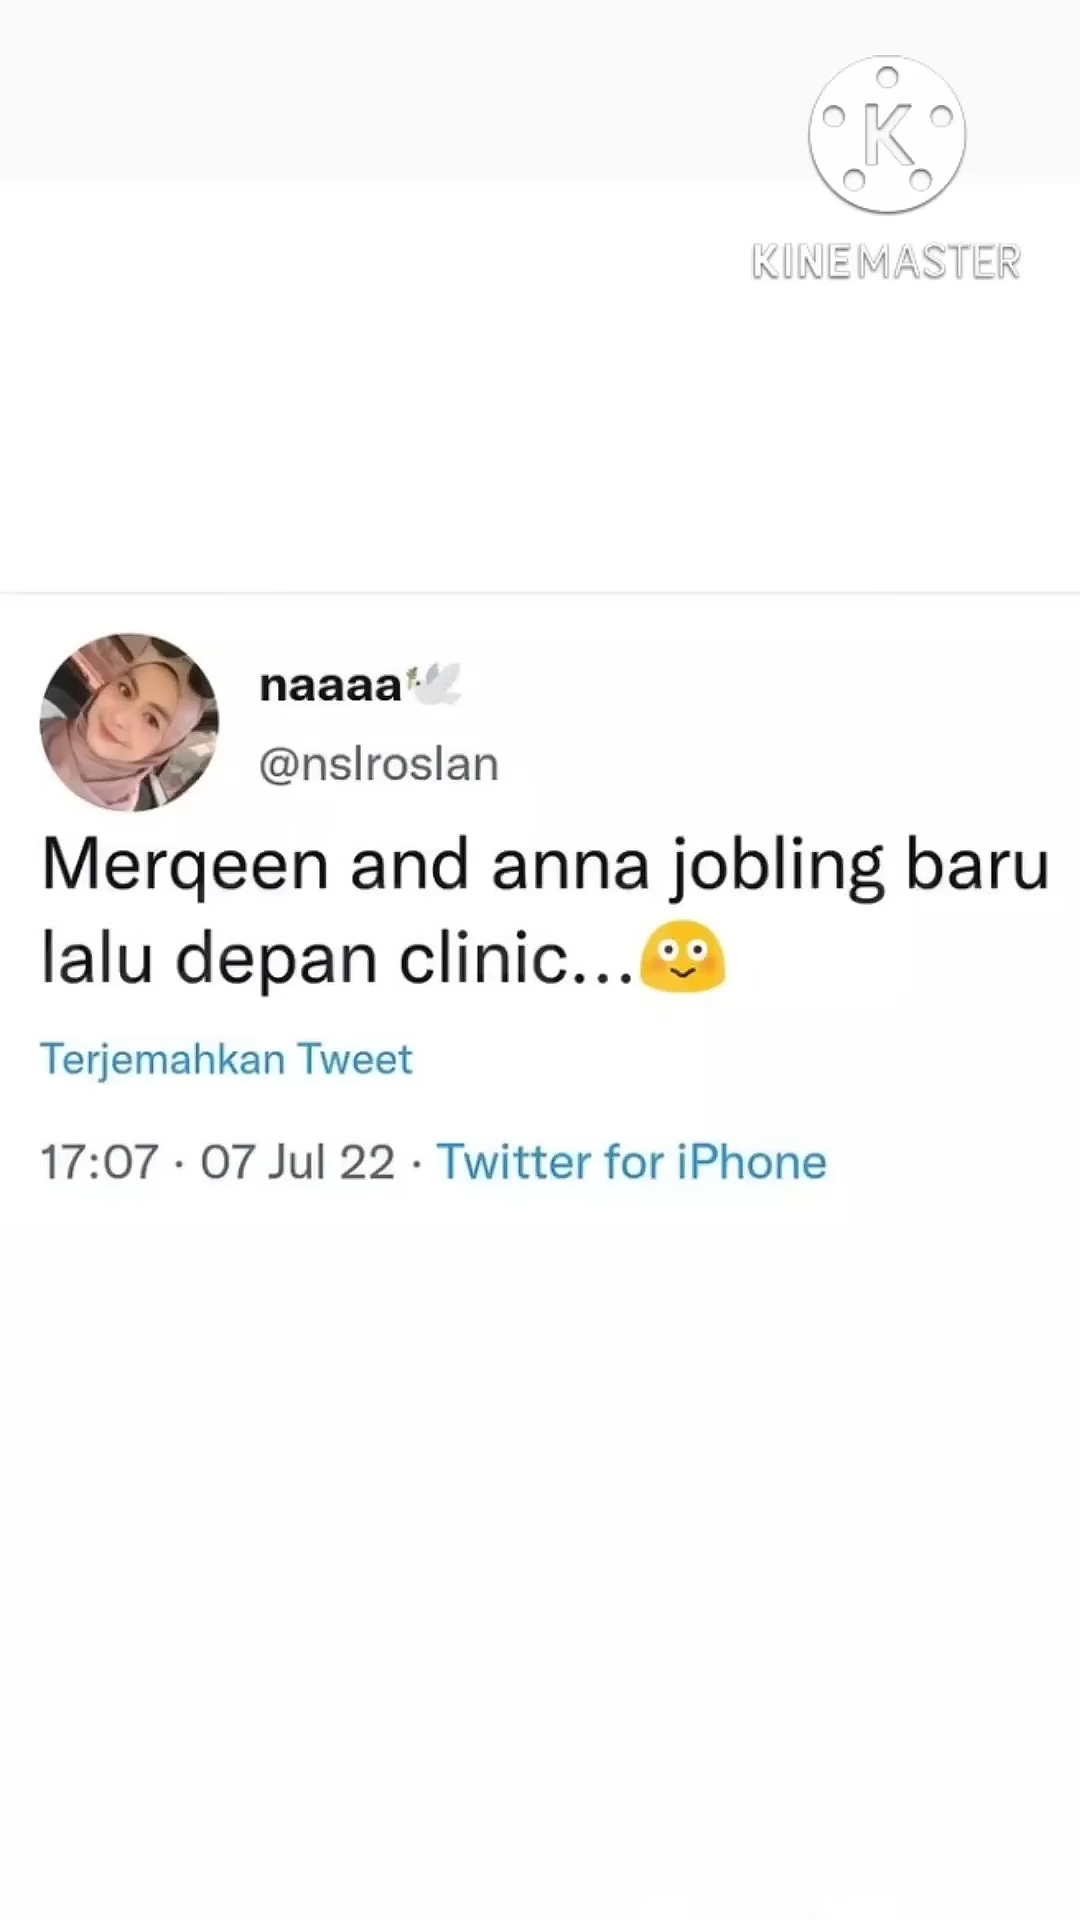 KINEMASTER
naaaa🕊️
@nslroslan
Merqeen and anna jobling baru
lalu depan clinic...😳
Terjemahkan Tweet
17:07 · 07 Jul 22 · Twitter for iPhone